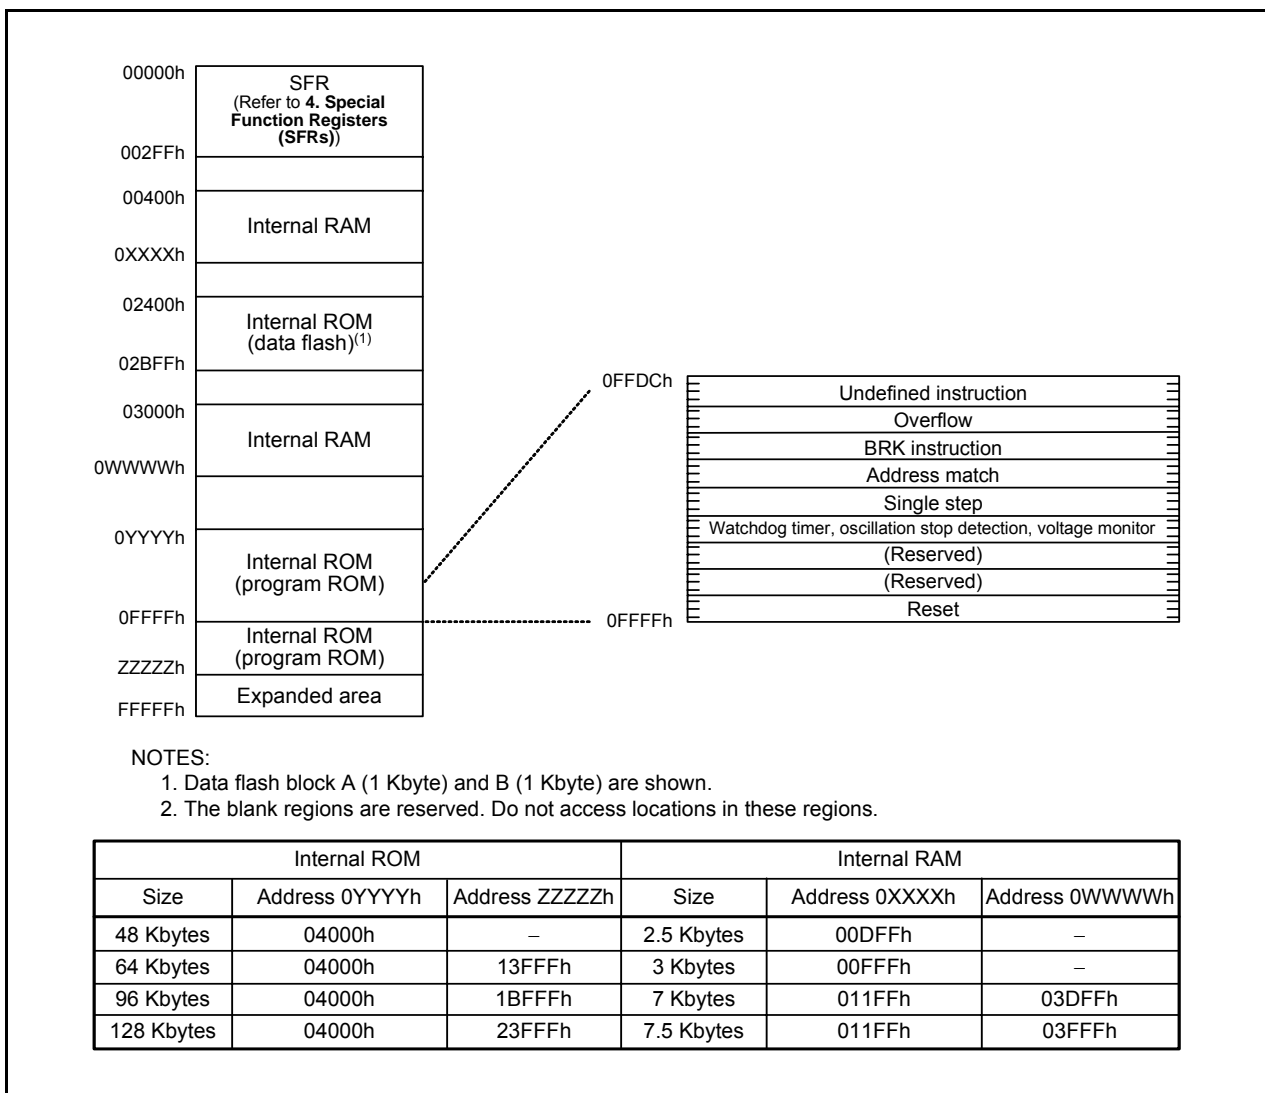 00000h
SFR
(Refer to 4. Special
Function Registers
(SFRs))
002FFh
00400h
Internal RAM
0XXXXh
02400h
Internal ROM
(data flash)(1)
02BFFh
03000h
Internal RAM
0WWWWh
0YYYYh
Internal ROM
(program ROM)
0FFFFh
Internal ROM
(program ROM)
ZZZZZh
Expanded area
FFFFFh
0FFDCh
Undefined instruction
Overflow
BRK instruction
Address match
Single step
Watchdog timer, oscillation stop detection, voltage monitor
(Reserved)
(Reserved)
Reset
0FFFFh
NOTES:
1. Data flash block A (1 Kbyte) and B (1 Kbyte) are shown.
2. The blank regions are reserved. Do not access locations in these regions.
Internal ROM Internal RAM
Size Address 0YYYYh Address ZZZZZh Size Address 0XXXXh Address 0WWWWh
48 Kbytes 04000h – 2.5 Kbytes 00DFFh –
64 Kbytes 04000h 13FFFh 3 Kbytes 00FFFh –
96 Kbytes 04000h 1BFFFh 7 Kbytes 011FFh 03DFFh
128 Kbytes 04000h 23FFFh 7.5 Kbytes 011FFh 03FFFh